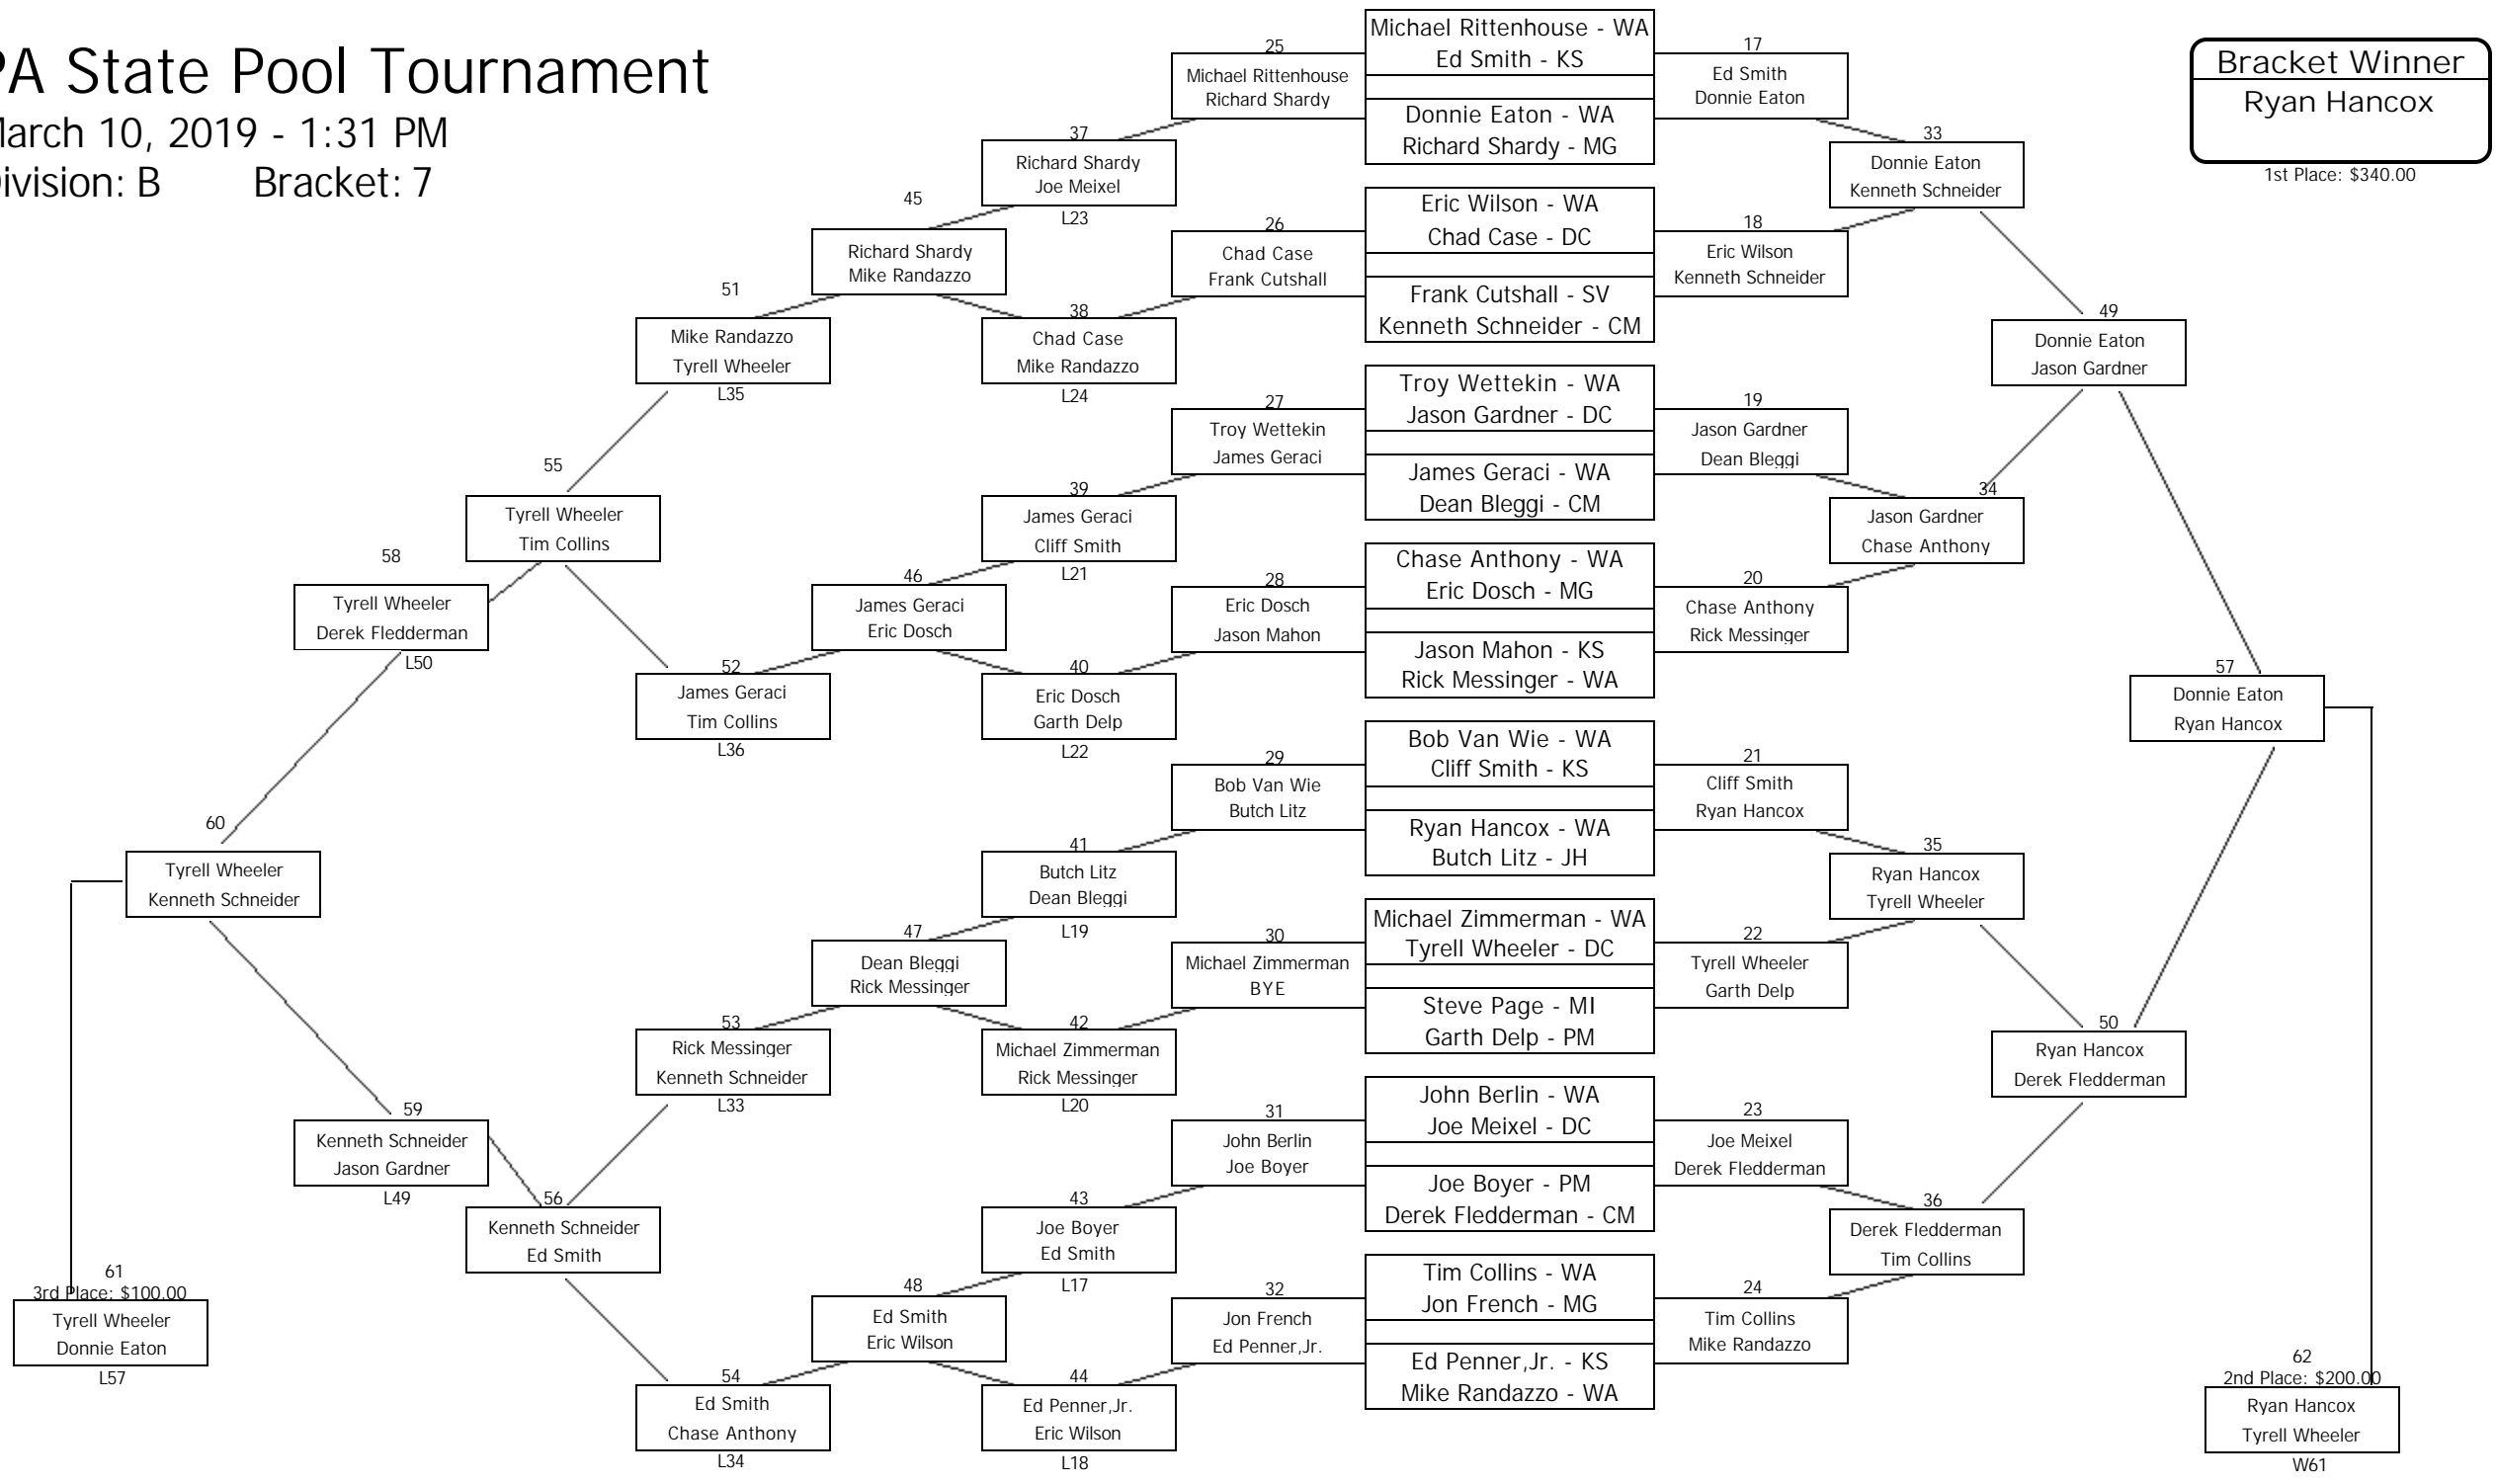 PA State Pool Tournament
March 10, 2019 - 1:31 PM
Division: B Bracket: 7
Bracket Winner
Ryan Hancox
1st Place: $340.00
Michael Rittenhouse - WA
Ed Smith - KS
Donnie Eaton - WA
Richard Shardy - MG
Eric Wilson - WA
Chad Case - DC
Frank Cutshall - SV
Kenneth Schneider - CM
Troy Wettekin - WA
Jason Gardner - DC
James Geraci - WA
Dean Bleggi - CM
Chase Anthony - WA
Eric Dosch - MG
Jason Mahon - KS
Rick Messinger - WA
Bob Van Wie - WA
Cliff Smith - KS
Ryan Hancox - WA
Butch Litz - JH
Michael Zimmerman - WA
Tyrell Wheeler - DC
Steve Page - MI
Garth Delp - PM
John Berlin - WA
Joe Meixel - DC
Joe Boyer - PM
Derek Fledderman - CM
Tim Collins - WA
Jon French - MG
Ed Penner,Jr. - KS
Mike Randazzo - WA
17
Ed Smith
Donnie Eaton
18
Eric Wilson
Kenneth Schneider
19
Jason Gardner
Dean Bleggi
20
Chase Anthony
Rick Messinger
21
Cliff Smith
Ryan Hancox
22
Tyrell Wheeler
Garth Delp
23
Joe Meixel
Derek Fledderman
24
Tim Collins
Mike Randazzo
25
Michael Rittenhouse
Richard Shardy
26
Chad Case
Frank Cutshall
27
Troy Wettekin
James Geraci
28
Eric Dosch
Jason Mahon
29
Bob Van Wie
Butch Litz
30
Michael Zimmerman
BYE
31
John Berlin
Joe Boyer
32
Jon French
Ed Penner,Jr.
33
Donnie Eaton
Kenneth Schneider
34
Jason Gardner
Chase Anthony
35
Ryan Hancox
Tyrell Wheeler
36
Derek Fledderman
Tim Collins
37
Richard Shardy
Joe Meixel
L23
38
Chad Case
Mike Randazzo
L24
39
James Geraci
Cliff Smith
L21
40
Eric Dosch
Garth Delp
L22
41
Butch Litz
Dean Bleggi
L19
42
Michael Zimmerman
Rick Messinger
L20
43
Joe Boyer
Ed Smith
L17
44
Ed Penner,Jr.
Eric Wilson
L18
45
Richard Shardy
Mike Randazzo
46
James Geraci
Eric Dosch
47
Dean Bleggi
Rick Messinger
48
Ed Smith
Eric Wilson
49
Donnie Eaton
Jason Gardner
50
Ryan Hancox
Derek Fledderman
51
Mike Randazzo
Tyrell Wheeler
L35
52
James Geraci
Tim Collins
L36
53
Rick Messinger
Kenneth Schneider
L33
54
Ed Smith
Chase Anthony
L34
55
Tyrell Wheeler
Tim Collins
56
Kenneth Schneider
Ed Smith
57
Donnie Eaton
Ryan Hancox
58
Tyrell Wheeler
Derek Fledderman
L50
59
Kenneth Schneider
Jason Gardner
L49
60
Tyrell Wheeler
Kenneth Schneider
61
3rd Place: $100.00
Tyrell Wheeler
Donnie Eaton
L57
62
2nd Place: $200.00
Ryan Hancox
Tyrell Wheeler
W61